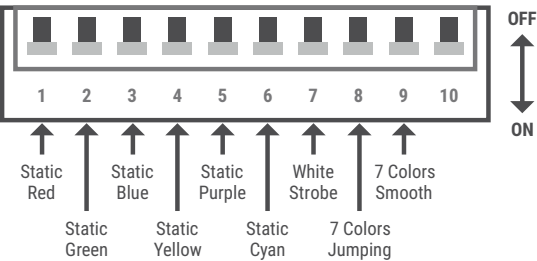 OFF
1 2 3 4 5 6 7 8 9 10
ON
Static
Red
Static
Blue
Static
Purple
White
Strobe
7 Colors
Smooth
Static
Green
Static
Yellow
Static
Cyan
7 Colors
Jumping